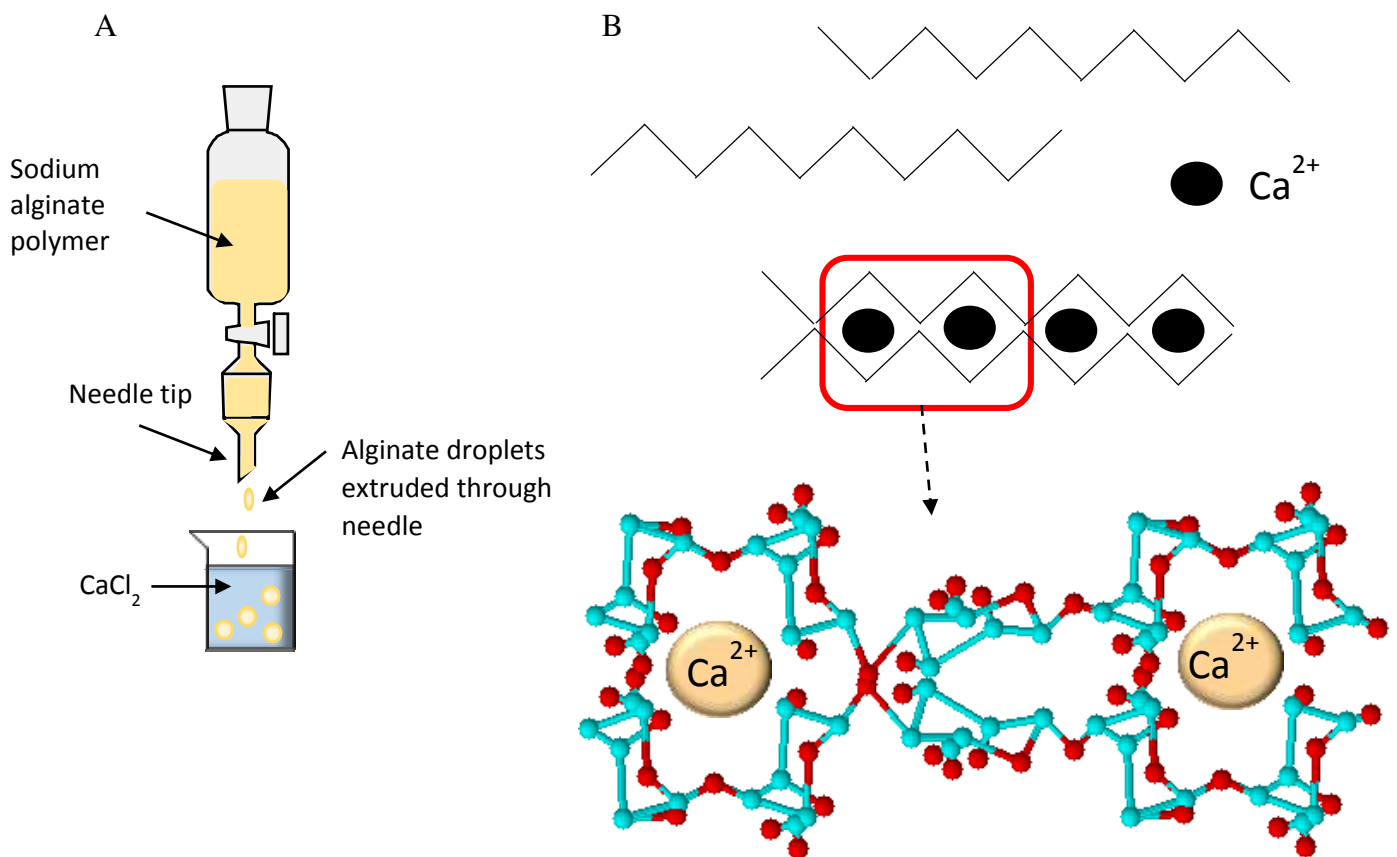 A
Sodium
alginate
polymer
Needle tip
Alginate droplets
extruded through
needle
CaCl₂
B
Ca²⁺
Ca²⁺
Ca²⁺